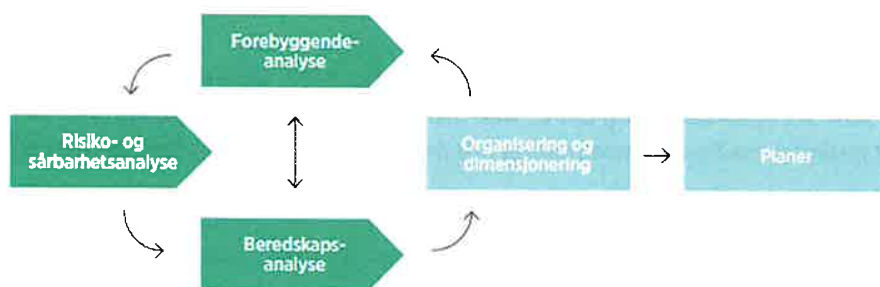 Forebyggende-
analyse
Risiko- og
sårbarhetsanalyse
Organisering og
dimensjonering
Planer
Beredskaps-
analyse